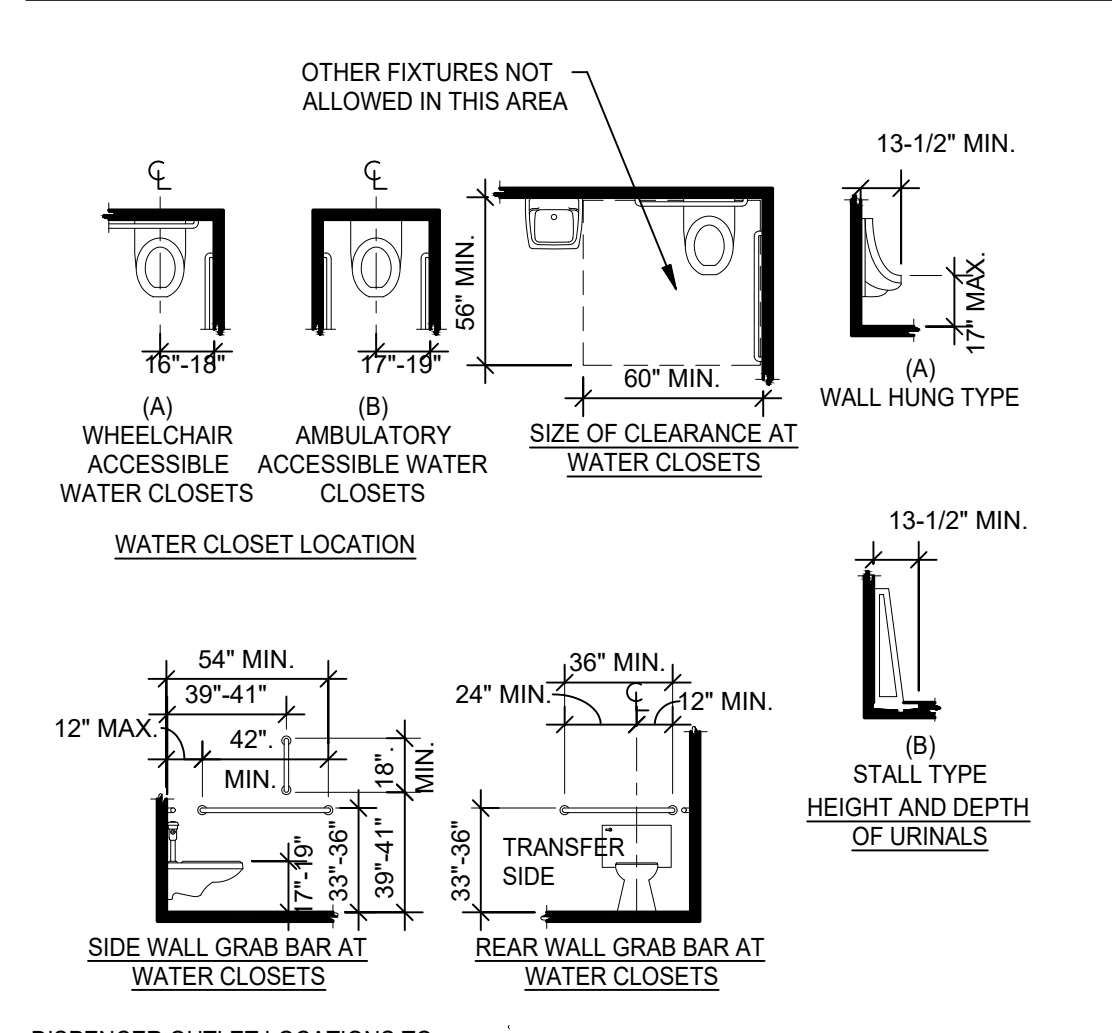 OTHER FIXTURES NOT
ALLOWED IN THIS AREA
℄
℄
16"-18"
17"-19"
(A)
WHEELCHAIR
ACCESSIBLE
WATER CLOSETS
(B)
AMBULATORY
ACCESSIBLE WATER
CLOSETS
WATER CLOSET LOCATION
56" MIN.
60" MIN.
SIZE OF CLEARANCE AT
WATER CLOSETS
13-1/2" MIN.
17" MAX.
(A)
WALL HUNG TYPE
13-1/2" MIN.
(B)
STALL TYPE
HEIGHT AND DEPTH
OF URINALS
54" MIN.
39"-41"
12" MAX.
42".
MIN.
18".
MIN.
17"-19"
33"-36"
39"-41"
SIDE WALL GRAB BAR AT
WATER CLOSETS
36" MIN.
24" MIN.
℄
12" MIN.
33"-36"
TRANSFER
SIDE
REAR WALL GRAB BAR AT
WATER CLOSETS
DISPENSER OUTLET LOCATIONS TO